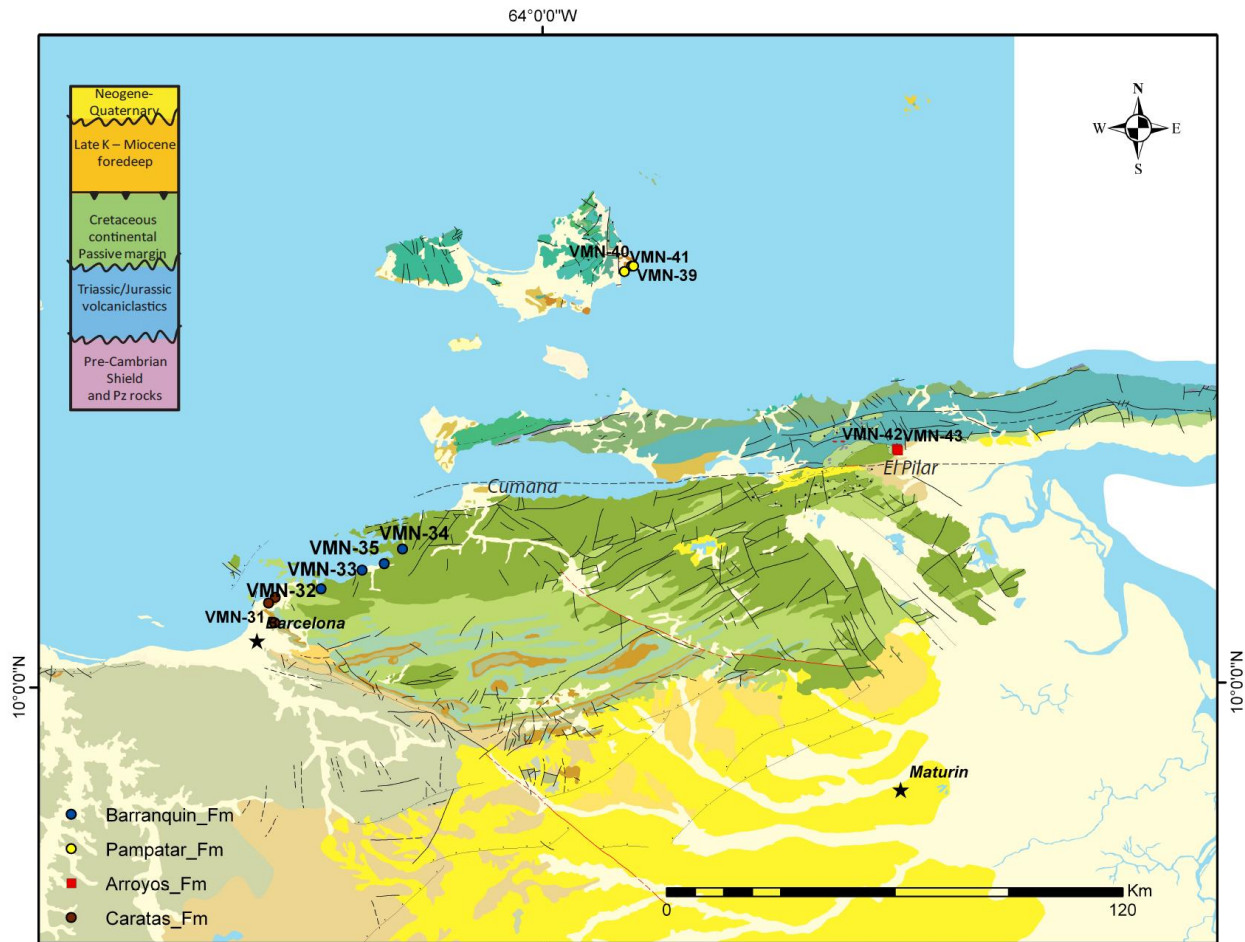 64°0'0"W
Neogene-
Quaternary
Late K – Miocene
foredeep
Cretaceous
continental
Passive margin
Triassic/Jurassic
volcaniclastics
Pre-Cambrian
Shield
and Pz rocks
N
W E
S
VMN-40
VMN-41
VMN-39
VMN-42 VMN-43
El Pilar
Cumana
VMN-34
VMN-35
VMN-33
VMN-32
VMN-31
Barcelona
10°0'0"N
10°0'0"N
Maturin
Barranquin_Fm
Pampatar_Fm
Arroyos_Fm
Caratas_Fm
Km
0 120